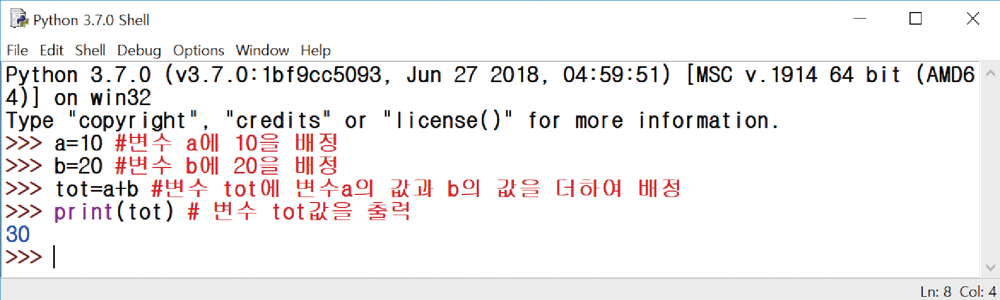 Python 3.7.0 Shell
File Edit Shell Debug Options Window Help
Python 3.7.0 (v3.7.0:1bf9cc5093, Jun 27 2018, 04:59:51) [MSC v.1914 64 bit (AMD6
4)] on win32
Type "copyright", "credits" or "license()" for more information.
>>> a=10 #변수 a에 10을 배정
>>> b=20 #변수 b에 20을 배정
>>> tot=a+b #변수 tot에 변수a의 값과 b의 값을 더하여 배정
>>> print(tot) # 변수 tot값을 출력
30
>>>
Ln: 8 Col: 4